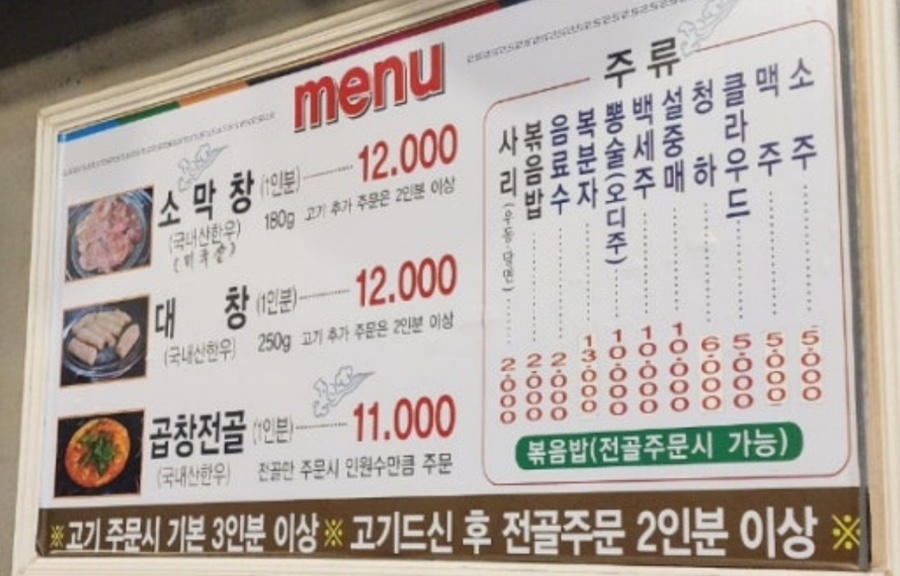 menu
소막창 (1인분) 12.000
(국내산한우) 180g 고기 추가 주문은 2인분 이상
(미국산)
대창 (1인분) 12.000
(국내산한우) 250g 고기 추가 주문은 2인분 이상
곱창전골 (1인분) 11.000
(국내산한우) 전골만 주문시 인원수만큼 주문
주류
소주 5.000
맥주 5.000
클라우드 5.000
청하 6.000
설중매 10.000
백세주 10.000
뽕술(오디주) 10.000
복분자 13.000
음료수 2.000
볶음밥 2.000
사리(우동·당면) 2.000
볶음밥(전골주문시 가능)
※고기 주문시 기본 3인분 이상※ 고기드신 후 전골주문 2인분 이상 ※